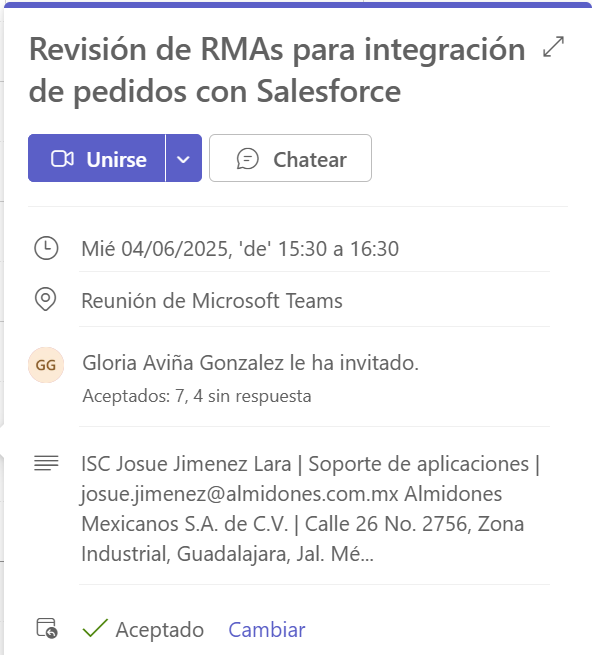 Revisión de RMAs para integración
de pedidos con Salesforce
Unirse
Chatear
Mié 04/06/2025, 'de' 15:30 a 16:30
Reunión de Microsoft Teams
GG
Gloria Aviña Gonzalez le ha invitado.
Aceptados: 7, 4 sin respuesta
ISC Josue Jimenez Lara | Soporte de aplicaciones |
josue.jimenez@almidones.com.mx Almidones
Mexicanos S.A. de C.V. | Calle 26 No. 2756, Zona
Industrial, Guadalajara, Jal. Mé...
Aceptado Cambiar